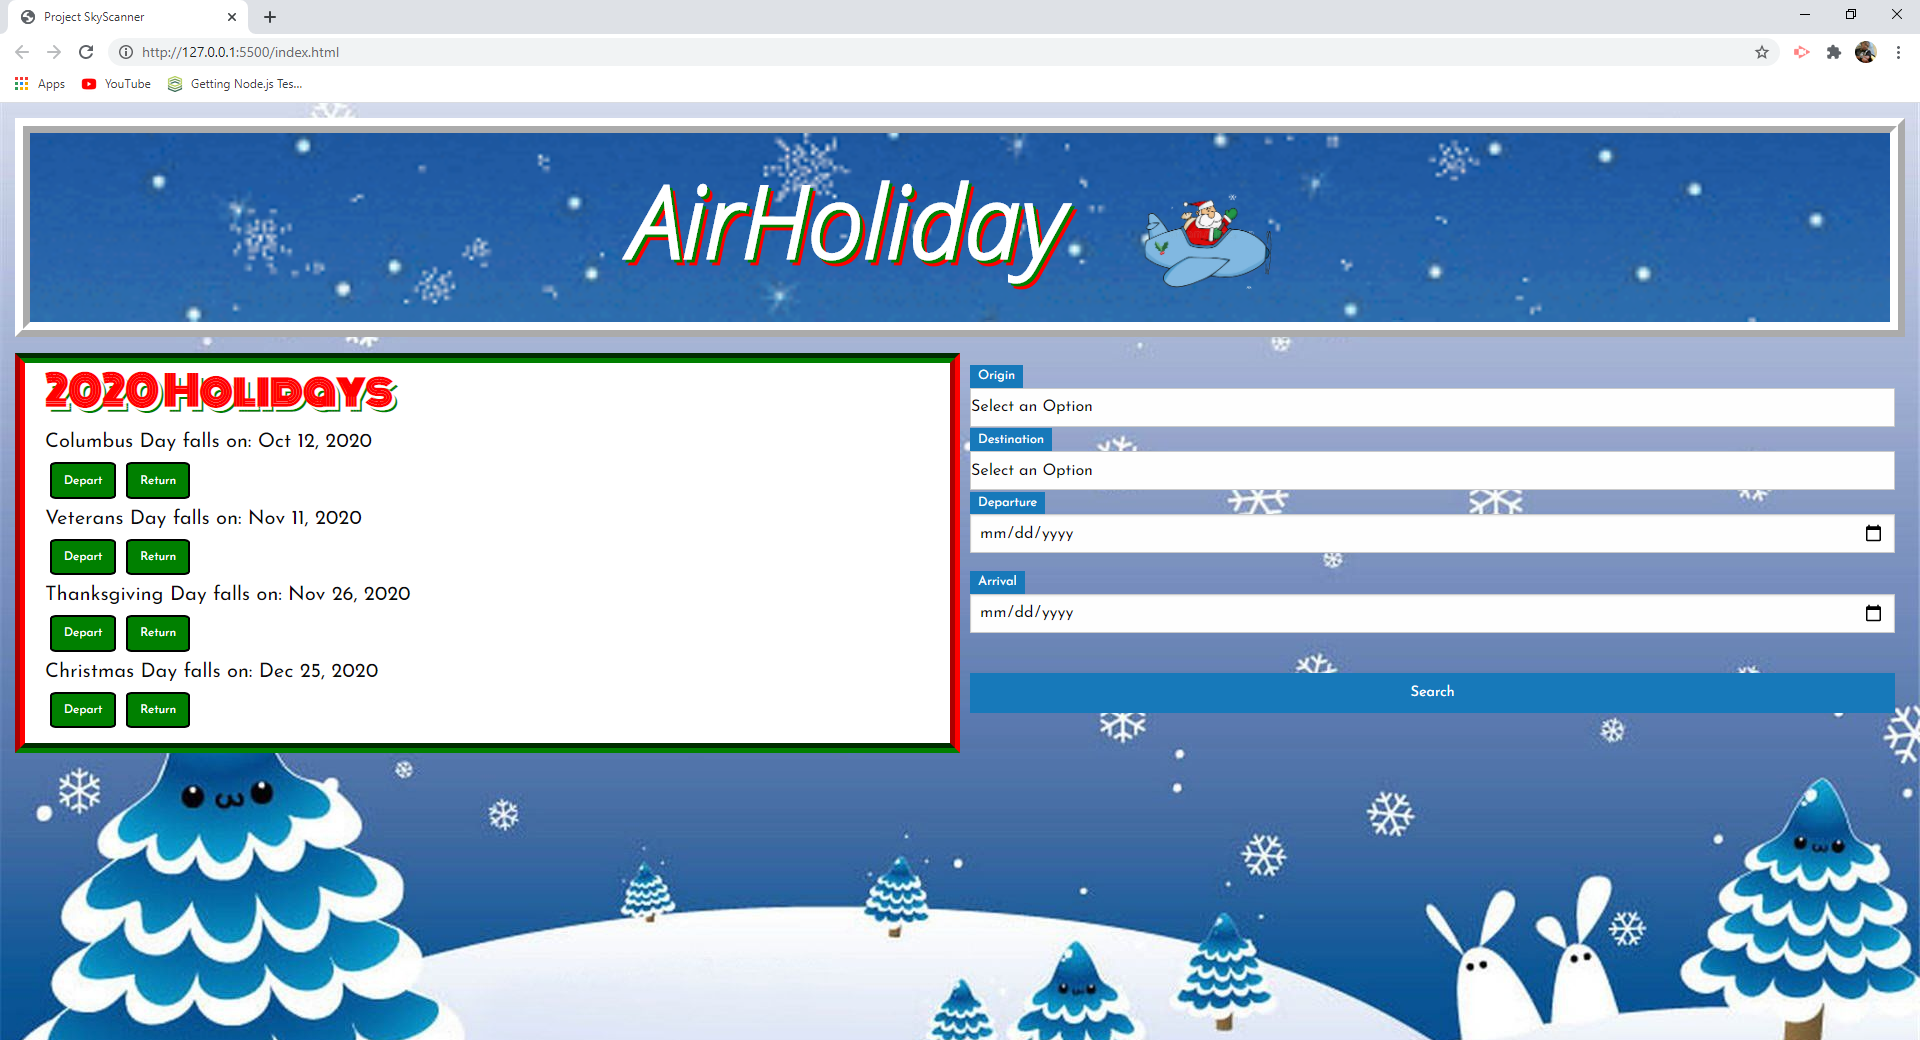 Project SkyScanner
http://127.0.0.1:5500/index.html
Apps YouTube Getting Node.js Tes...
AirHoliday
2020 Holidays
Columbus Day falls on: Oct 12, 2020
Depart Return
Veterans Day falls on: Nov 11, 2020
Depart Return
Thanksgiving Day falls on: Nov 26, 2020
Depart Return
Christmas Day falls on: Dec 25, 2020
Depart Return
Origin
Select an Option
Destination
Select an Option
Departure
mm/dd/yyyy
Arrival
mm/dd/yyyy
Search